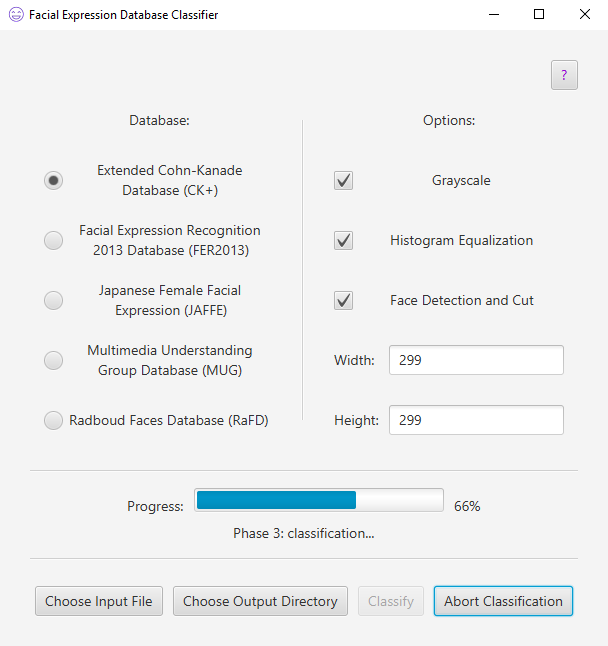 Facial Expression Database Classifier
?
Database:
Extended Cohn-Kanade
Database (CK+)
Facial Expression Recognition
2013 Database (FER2013)
Japanese Female Facial
Expression (JAFFE)
Multimedia Understanding
Group Database (MUG)
Radboud Faces Database (RaFD)
Options:
Grayscale
Histogram Equalization
Face Detection and Cut
Width: 299
Height: 299
Progress: 66%
Phase 3: classification...
Choose Input File Choose Output Directory Classify Abort Classification